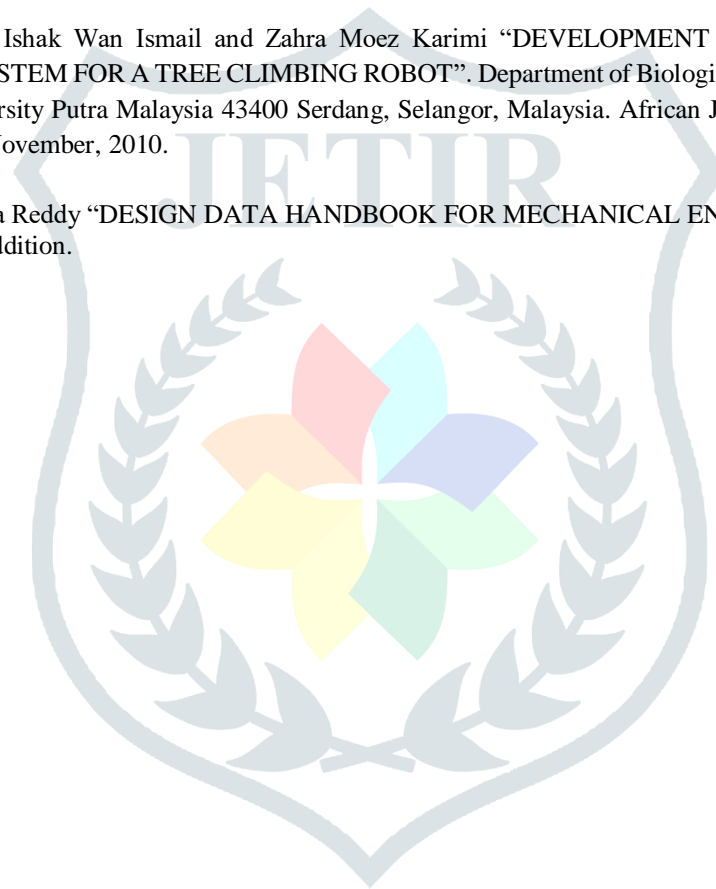 Ishak Wan Ismail and Zahra Moez Karimi “DEVELOPMENT
STEM FOR A TREE CLIMBING ROBOT”. Department of Biologi
rsity Putra Malaysia 43400 Serdang, Selangor, Malaysia. African J
November, 2010.
JETIR
a Reddy “DESIGN DATA HANDBOOK FOR MECHANICAL EN
ddition.